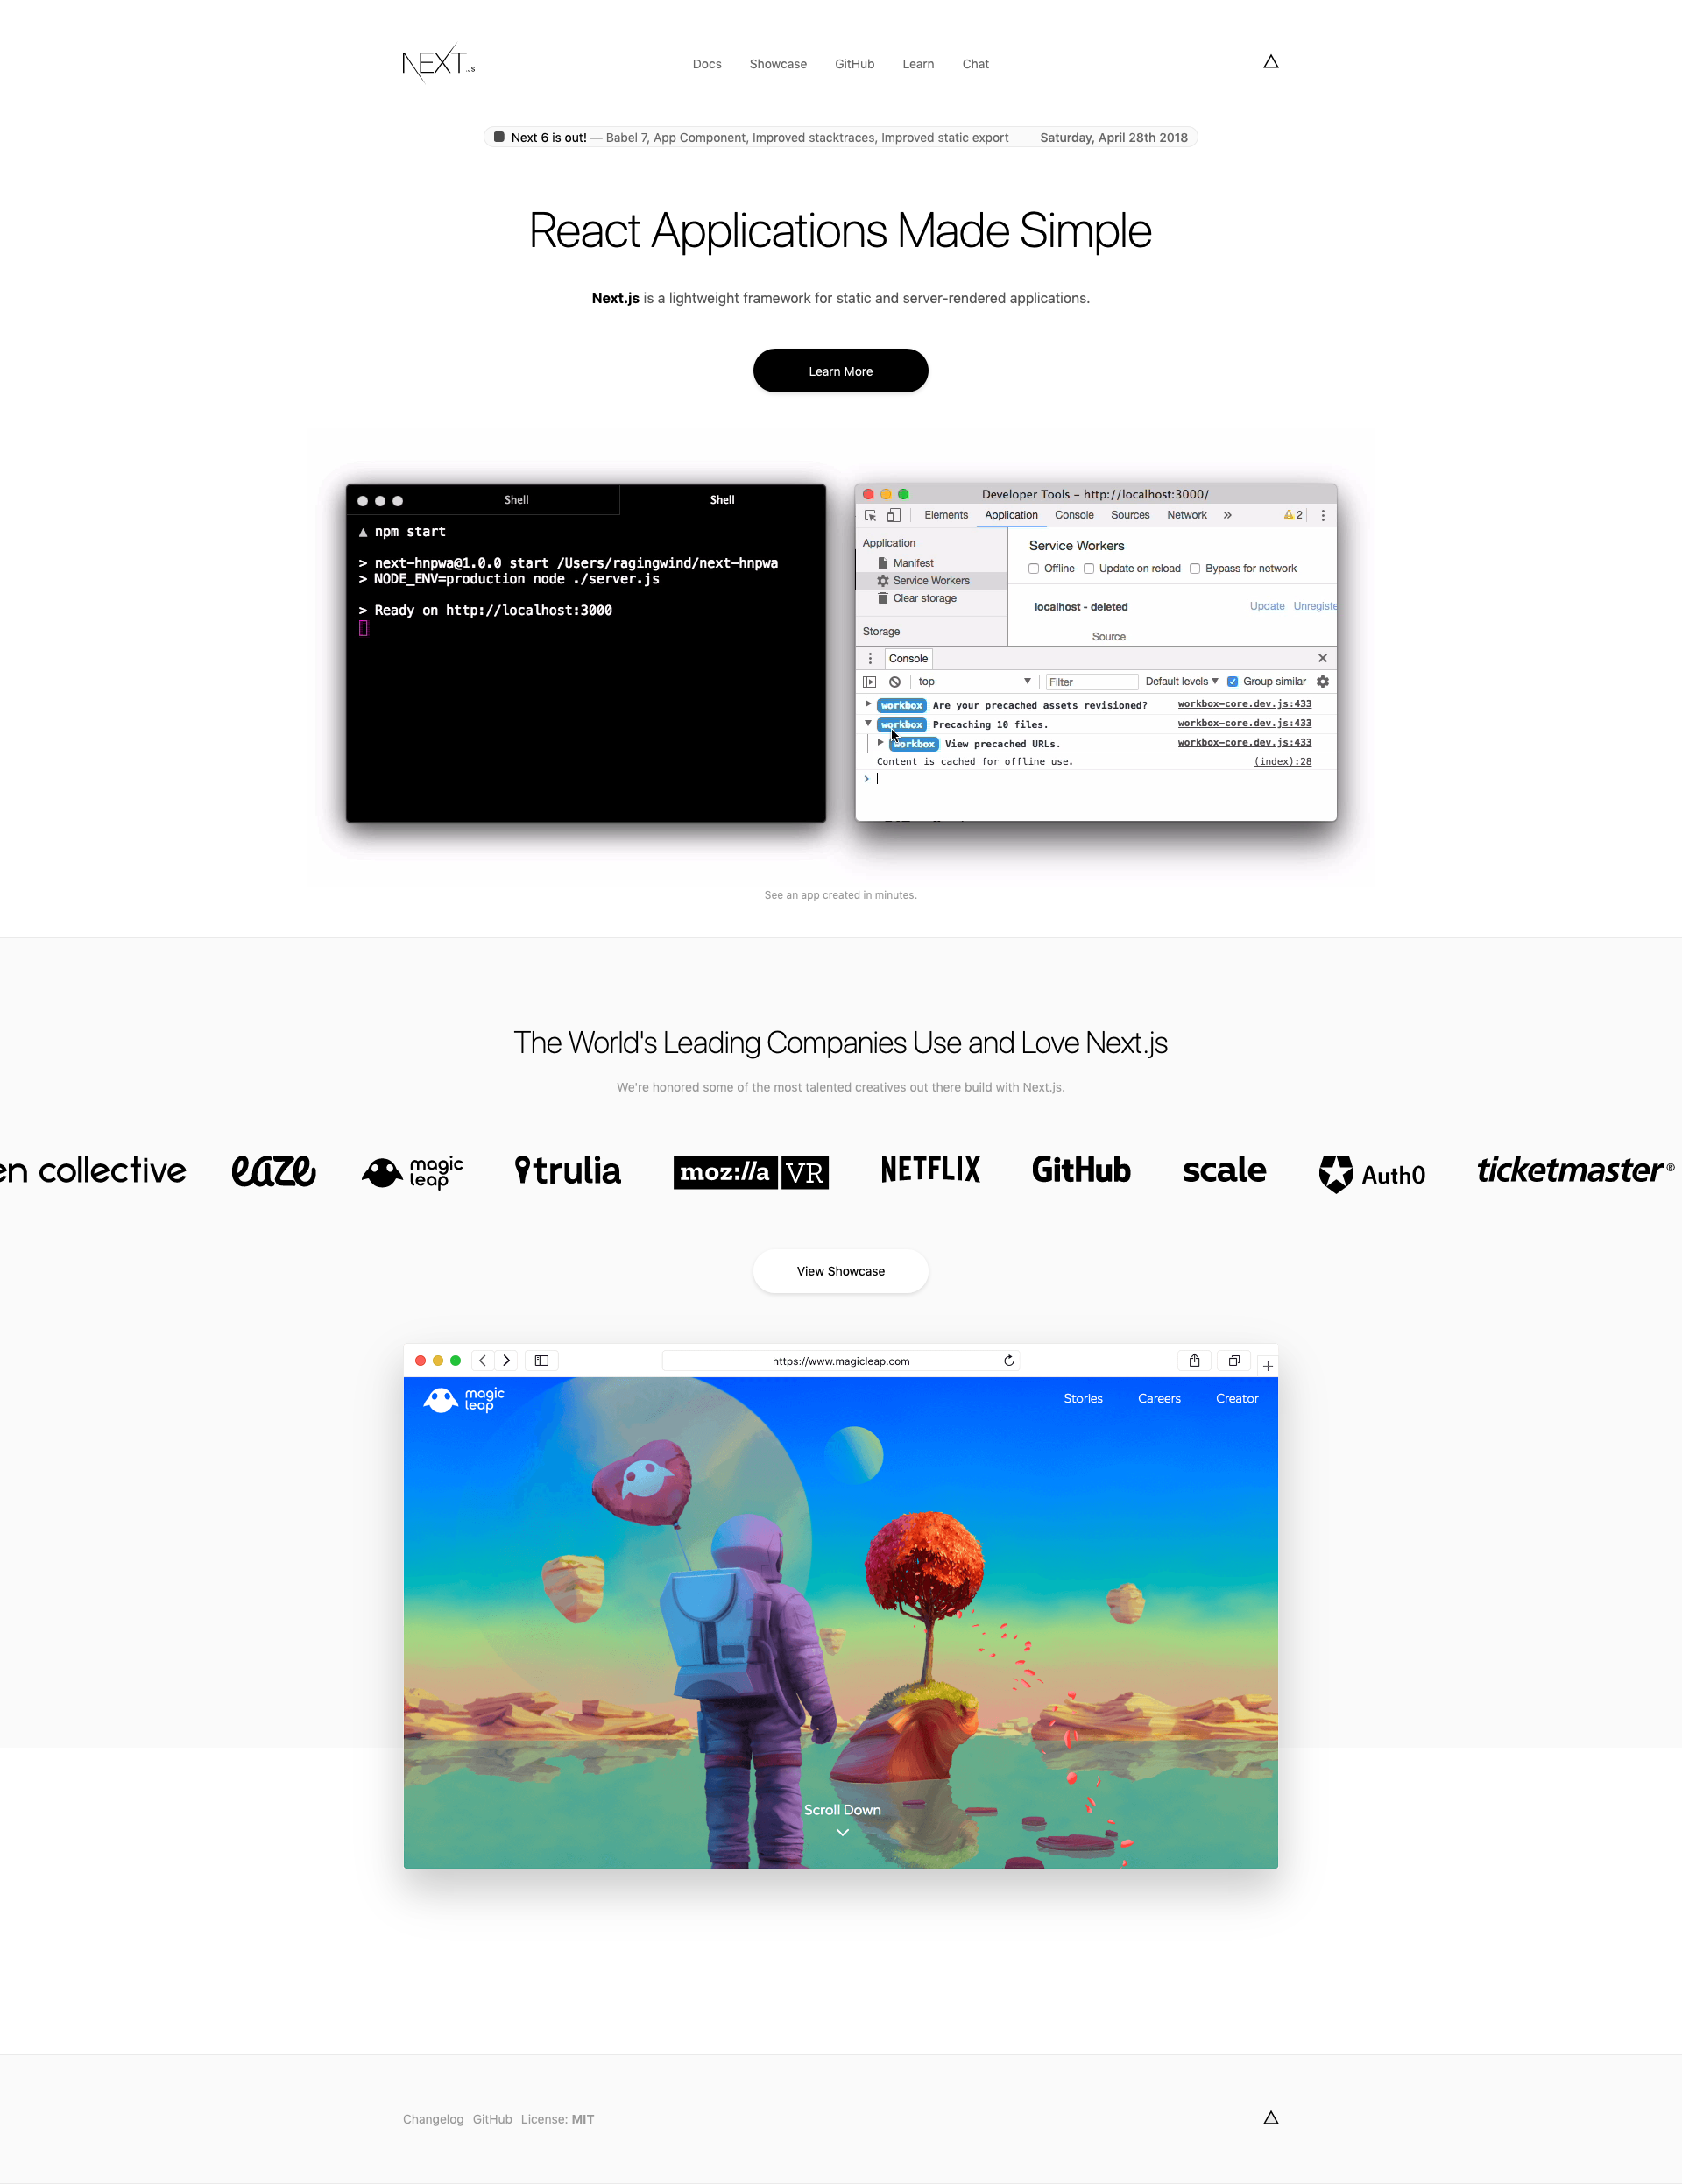 NEXT.JS
Docs Showcase GitHub Learn Chat
Next 6 is out! — Babel 7, App Component, Improved stacktraces, Improved static export Saturday, April 28th 2018
React Applications Made Simple
Next.js is a lightweight framework for static and server-rendered applications.
Learn More
Shell Shell
▲ npm start
> next-hnpwa@1.0.0 start /Users/ragingwind/next-hnpwa
> NODE_ENV=production node ./server.js
> Ready on http://localhost:3000
Developer Tools – http://localhost:3000/
Elements Application Console Sources Network » 2
Application
Manifest
Service Workers
Clear storage
Storage
Service Workers
Offline Update on reload Bypass for network
localhost - deleted Update Unregiste
Source
Console
top Filter Default levels Group similar
workbox Are your precached assets revisioned? workbox-core.dev.js:433
workbox Precaching 10 files. workbox-core.dev.js:433
workbox View precached URLs. workbox-core.dev.js:433
Content is cached for offline use. (index):28
>
See an app created in minutes.
The World's Leading Companies Use and Love Next.js
We're honored some of the most talented creatives out there build with Next.js.
en collective eaze magic leap trulia moz://a VR NETFLIX GitHub scale Auth0 ticketmaster®
View Showcase
https://www.magicleap.com
magic leap Stories Careers Creator
Scroll Down
Changelog GitHub License: MIT